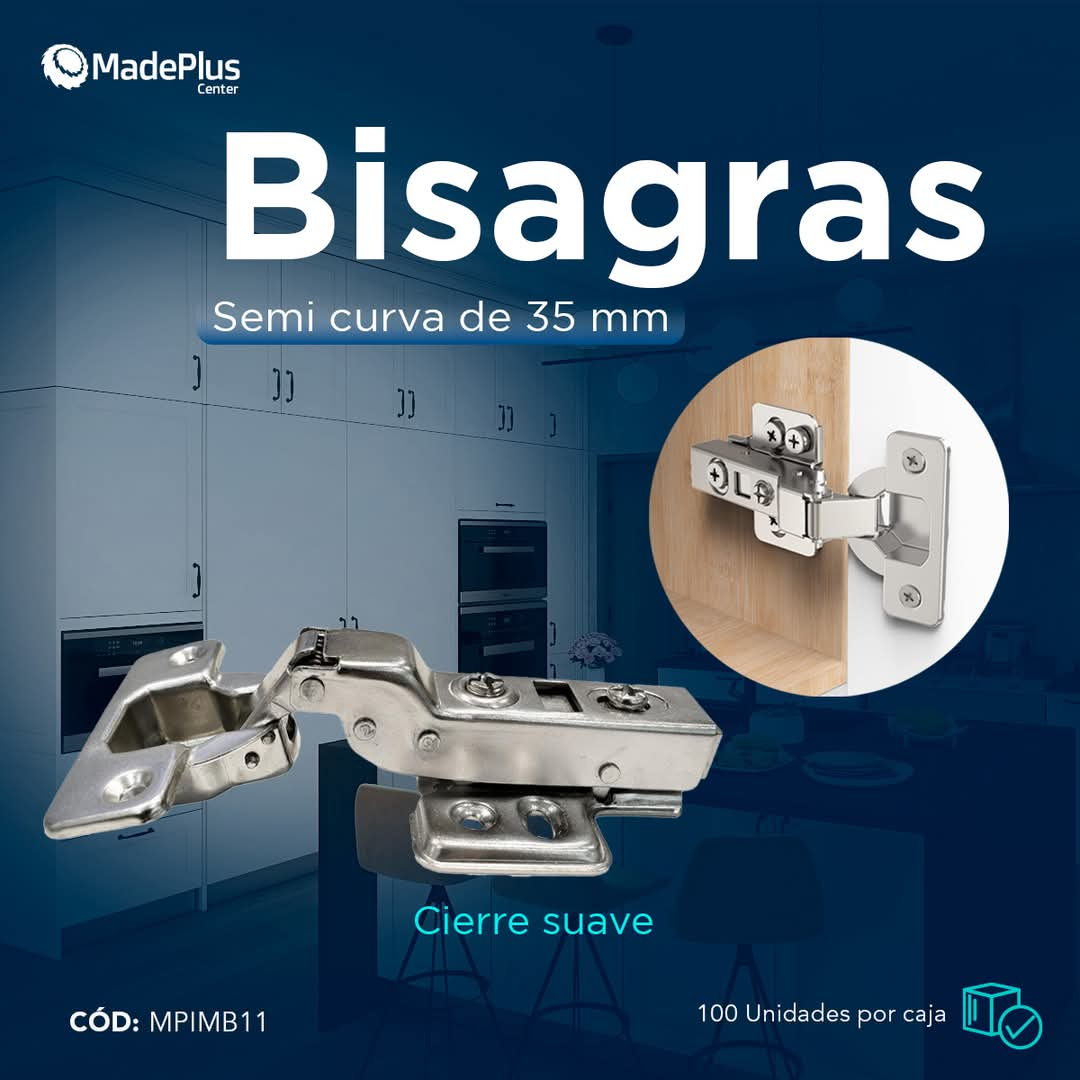 MadePlus
Center
Bisagras
Semi curva de 35 mm
Cierre suave
CÓD: MPIMB11
100 Unidades por caja